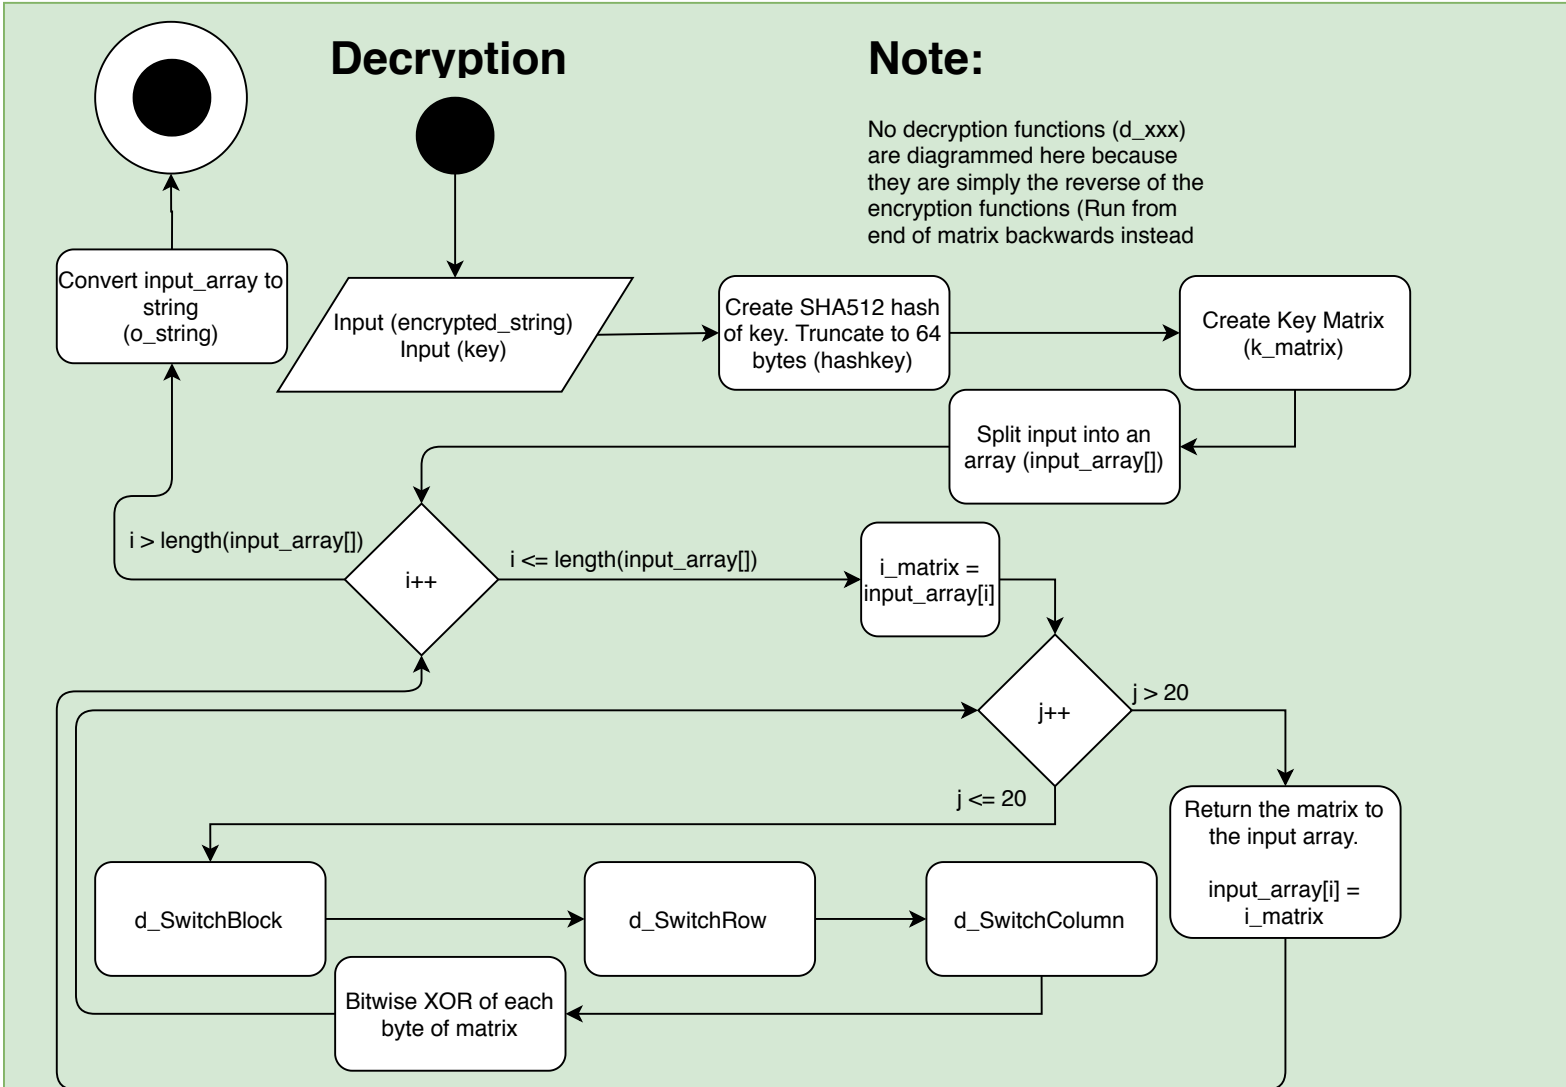 Decryption
Note:
No decryption functions (d_xxx)
are diagrammed here because
they are simply the reverse of the
encryption functions (Run from
end of matrix backwards instead
Convert input_array to
string
(o_string)
Input (encrypted_string)
Input (key)
Create SHA512 hash
of key. Truncate to 64
bytes (hashkey)
Create Key Matrix
(k_matrix)
Split input into an
array (input_array[])
i > length(input_array[])
i++
i <= length(input_array[])
i_matrix =
input_array[i]
j++
j > 20
j <= 20
Return the matrix to
the input array.
input_array[i] =
i_matrix
d_SwitchBlock
d_SwitchRow
d_SwitchColumn
Bitwise XOR of each
byte of matrix